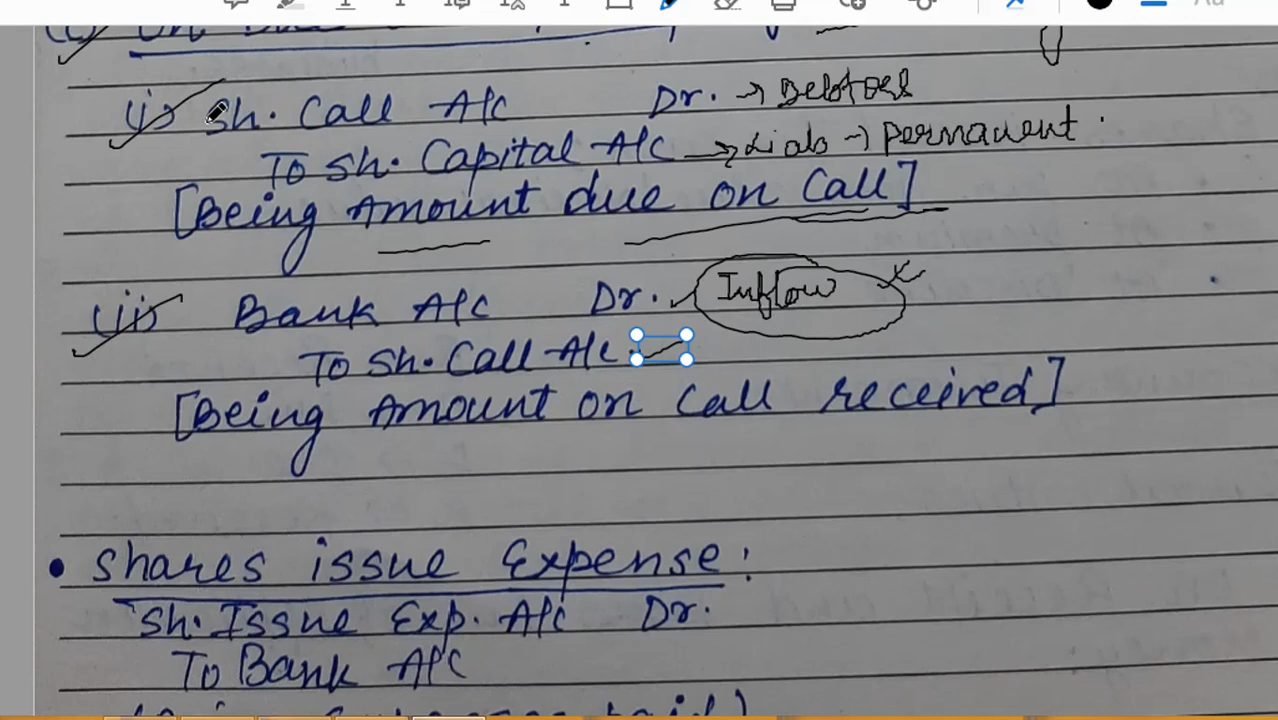 (i) Sh. Call A/c Dr. → Debtors
To Sh. Capital A/c → Liab → Permanent
[Being Amount due on Call]
(ii) Bank A/c Dr. Inflow
To Sh. Call A/c.
[Being Amount on Call received]
• Shares issue Expense:
Sh. Issue Exp. A/c Dr.
To Bank A/c